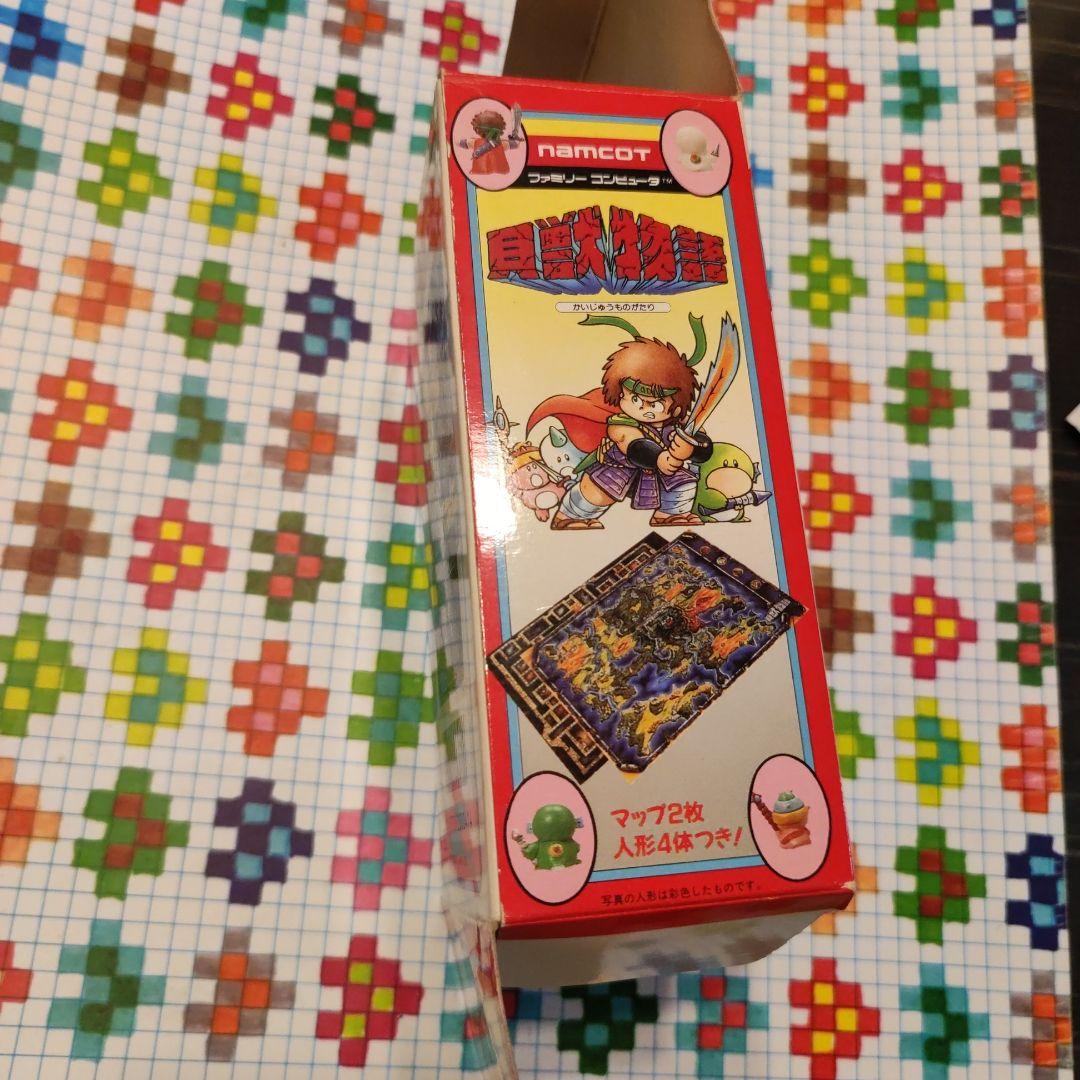 namcoT
ファミリー コンピュータ™
貝獣物語
かいじゅうものがたり
マップ2枚
人形4体つき!
写真の人形は彩色したものです。